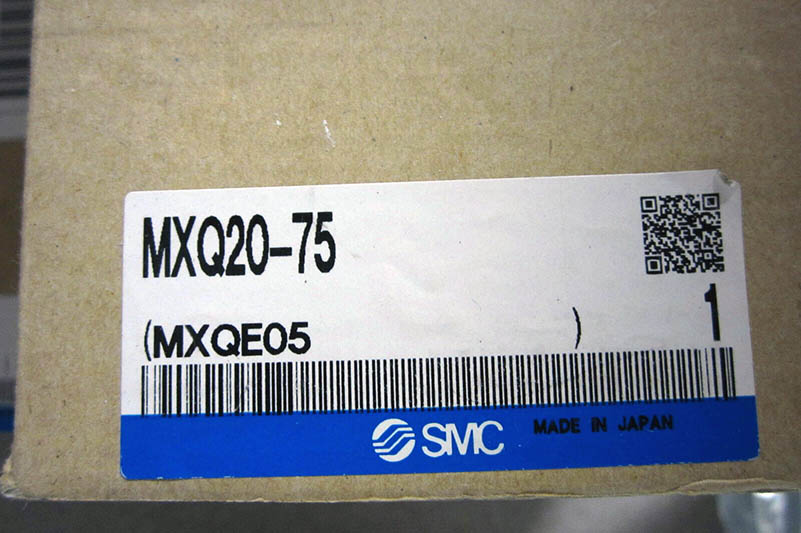 MXQ20-75
(MXQE05 )
1
SMC
MADE IN JAPAN